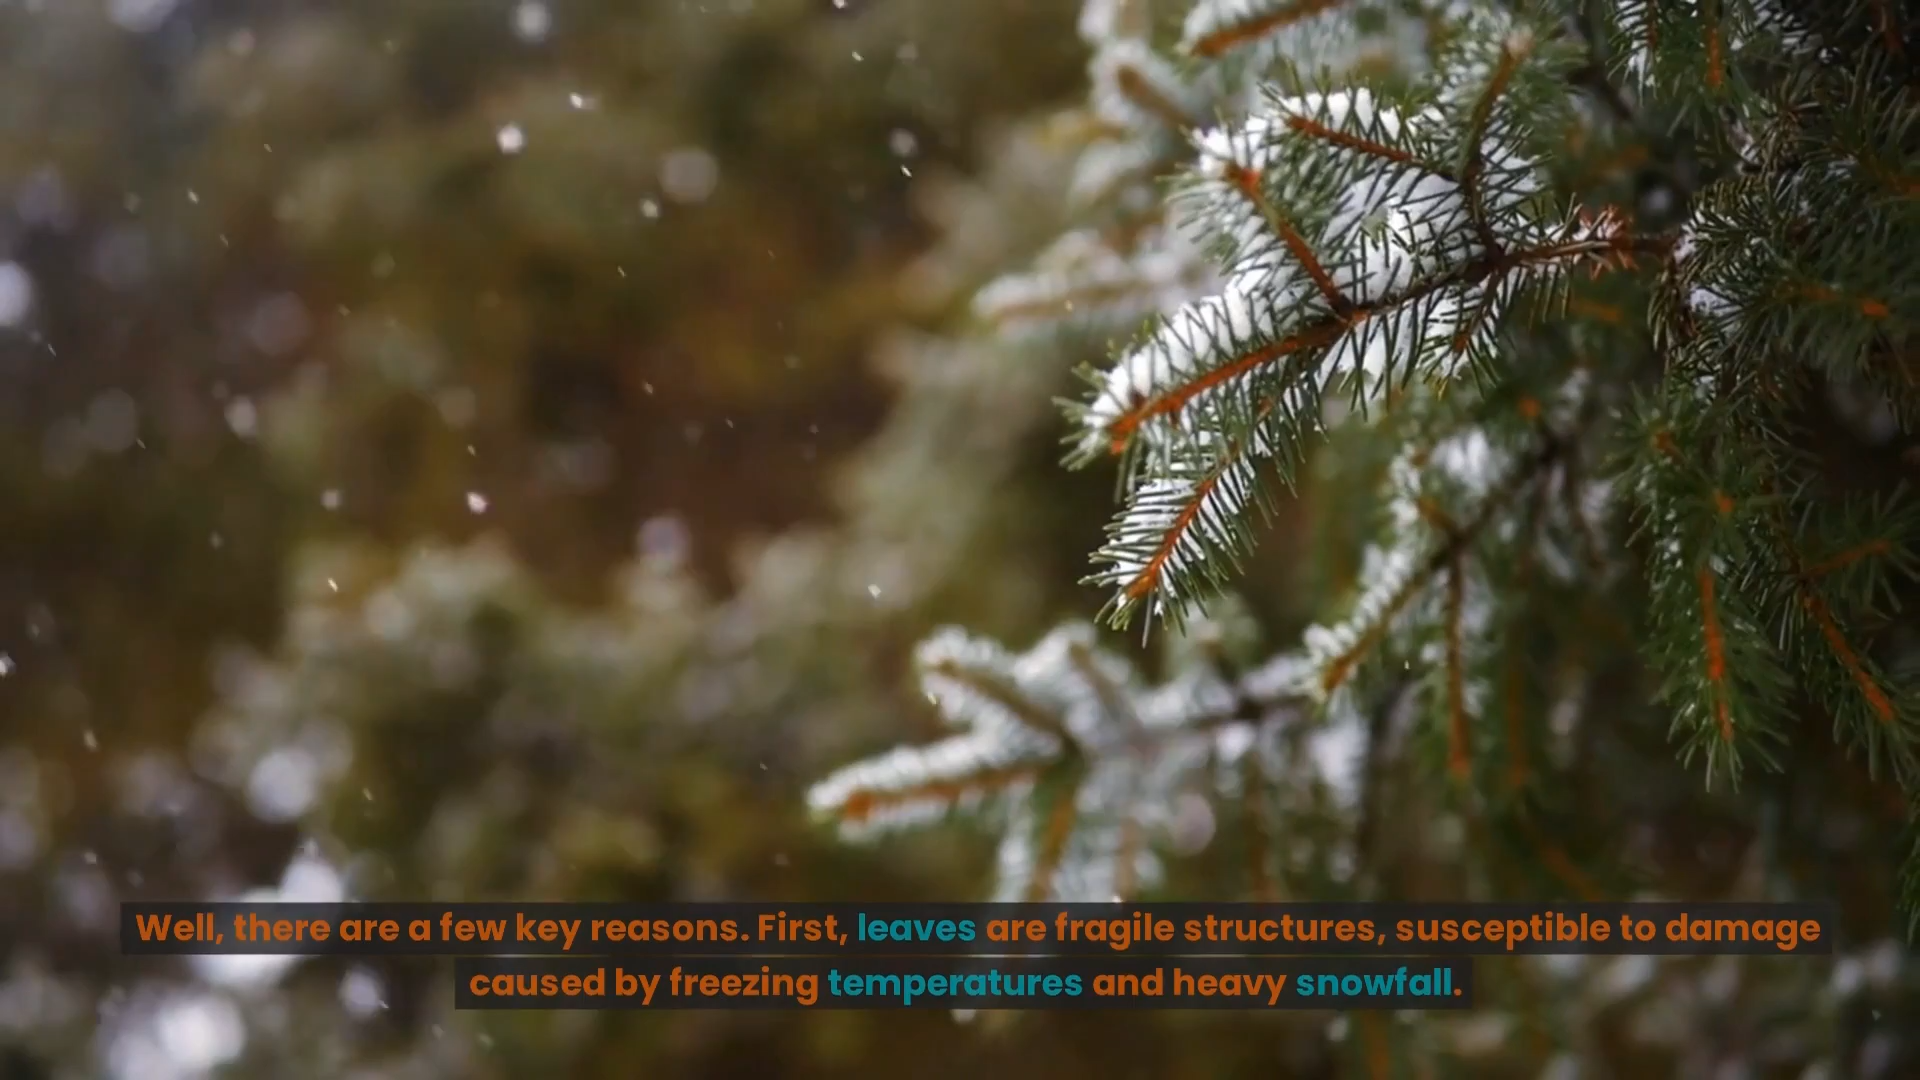 Well, there are a few key reasons. First, leaves are fragile structures, susceptible to damage
caused by freezing temperatures and heavy snowfall.